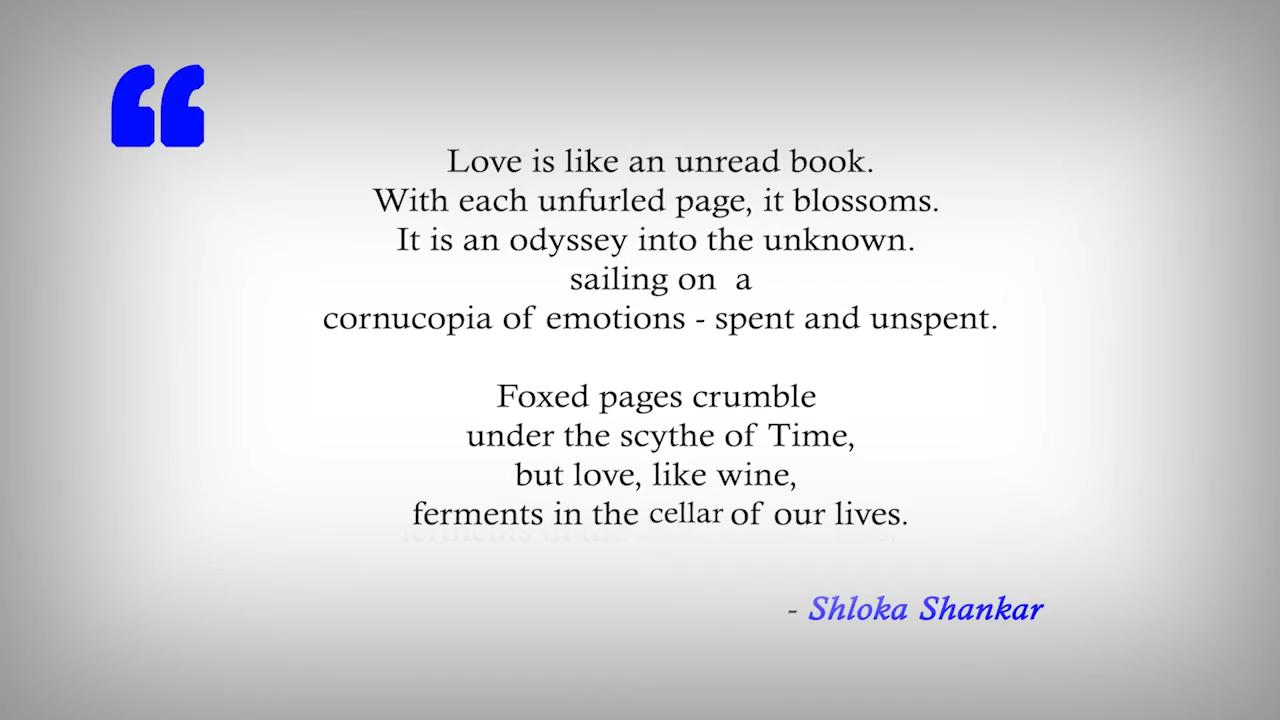 “
Love is like an unread book.
With each unfurled page, it blossoms.
It is an odyssey into the unknown.
sailing on a
cornucopia of emotions - spent and unspent.
Foxed pages crumble
under the scythe of Time,
but love, like wine,
ferments in the cellar of our lives.
- Shloka Shankar